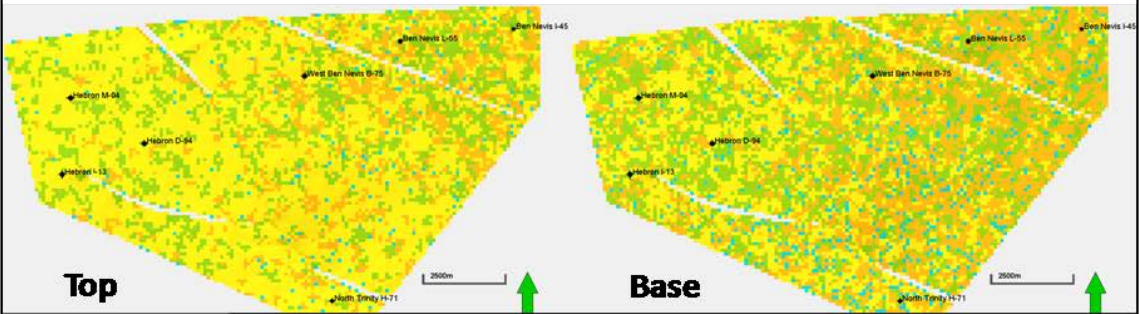 Ben Nevis I-45
Ben Nevis L-55
West Ben Nevis B-75
Hebron M-04
Hebron D-94
Hebron I-13
Top
2500m
North Trinity H-71
Ben Nevis I-45
Ben Nevis L-55
West Ben Nevis B-75
Hebron M-04
Hebron D-94
Hebron I-13
Base
2500m
North Trinity H-71